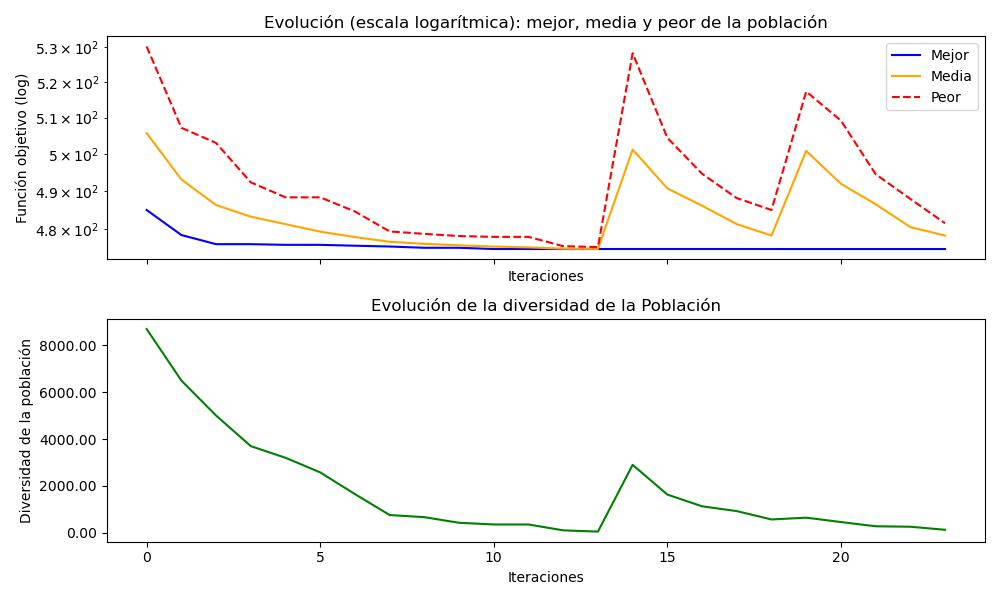 Evolución (escala logarítmica): mejor, media y peor de la población
5.3 × 10²
5.2 × 10²
5.1 × 10²
5 × 10²
4.9 × 10²
4.8 × 10²
Función objetivo (log)
Mejor
Media
Peor
Iteraciones
Evolución de la diversidad de la Población
8000.00
6000.00
4000.00
2000.00
0.00
Diversidad de la población
0 5 10 15 20
Iteraciones